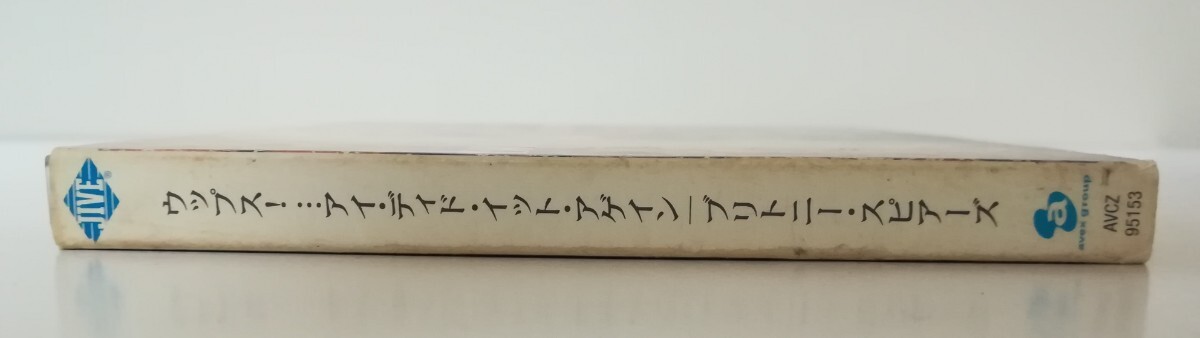 JIVE®
ウップス!…アイ・ディド・イット・アゲイン/ブリトニー・スピアーズ
a
avex group
AVCZ
95153